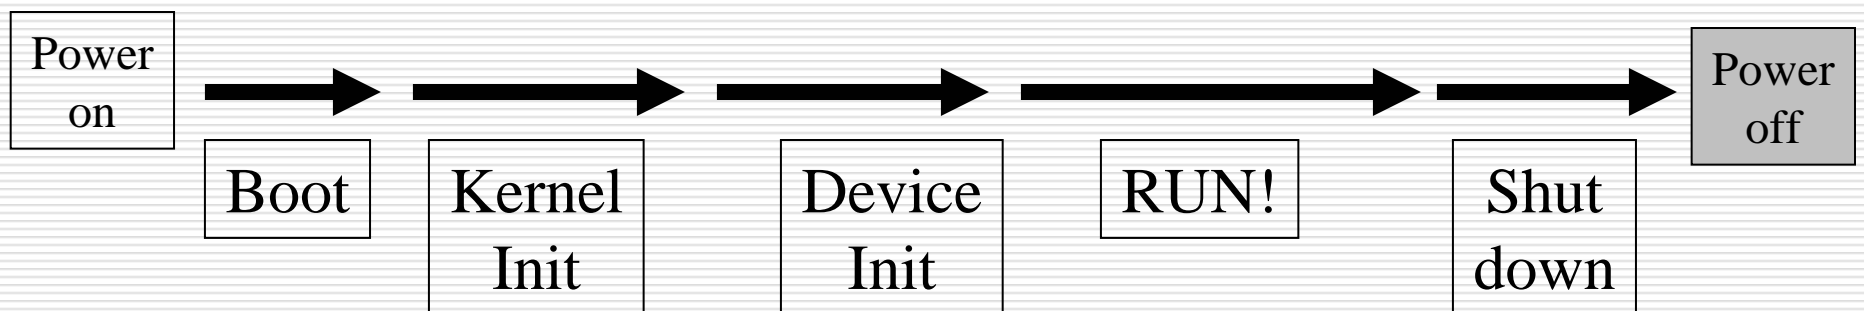 Power
on
Boot
Kernel
Init
Device
Init
RUN!
Shut
down
Power
off